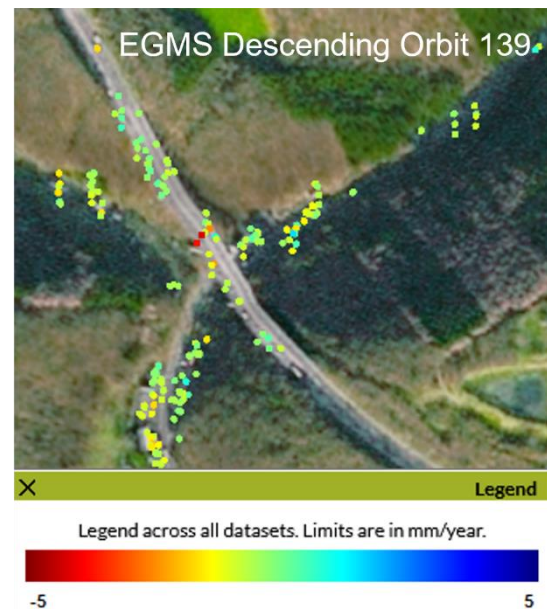 EGMS Descending Orbit 139
Legend
Legend across all datasets. Limits are in mm/year.
-5 5